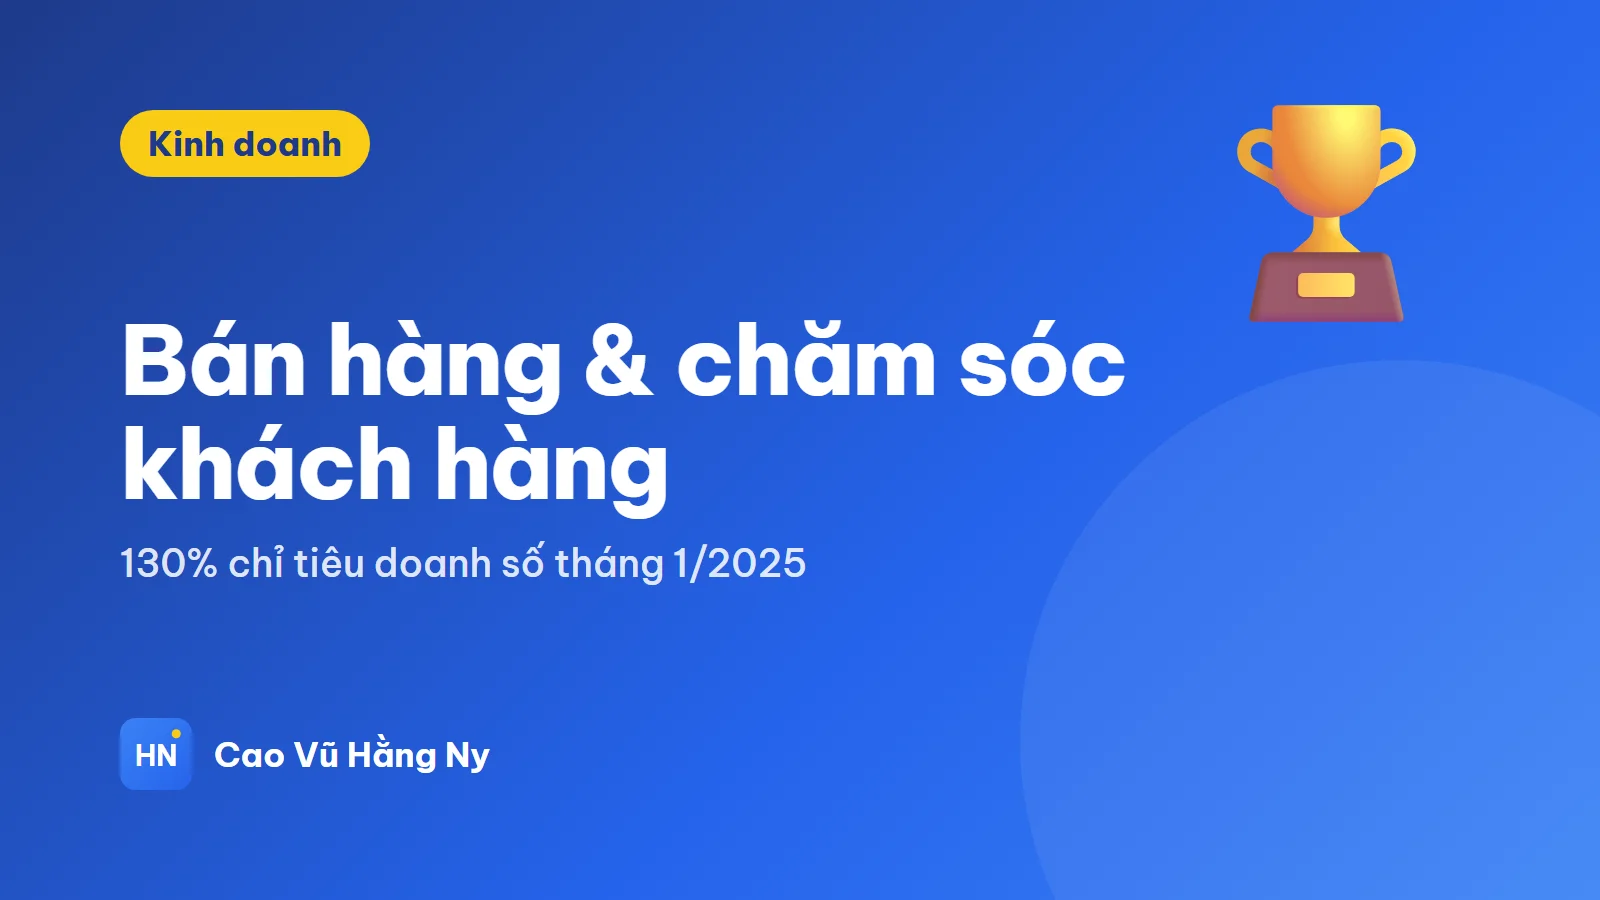 Kinh doanh
Bán hàng & chăm sóc
khách hàng
130% chỉ tiêu doanh số tháng 1/2025
HN
Cao Vũ Hằng Ny